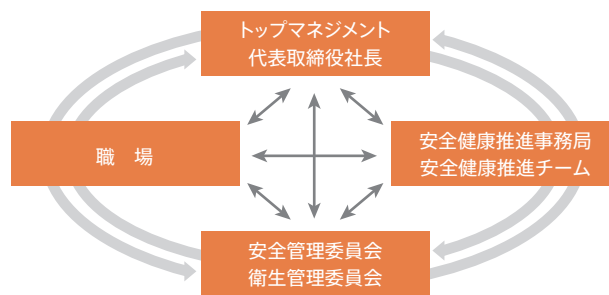 トップマネジメント
代表取締役社長
職　場
安全健康推進事務局
安全健康推進チーム
安全管理委員会
衛生管理委員会